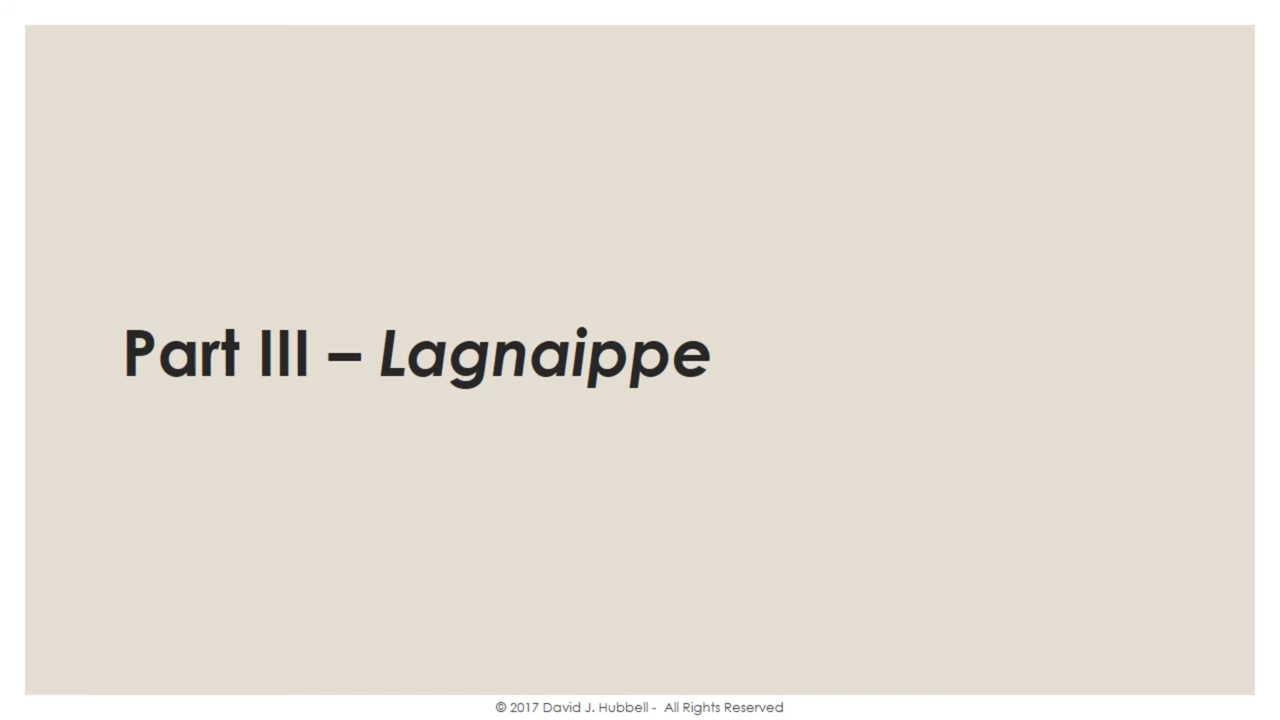 Part III – Lagnaippe
© 2017 David J. Hubbell - All Rights Reserved